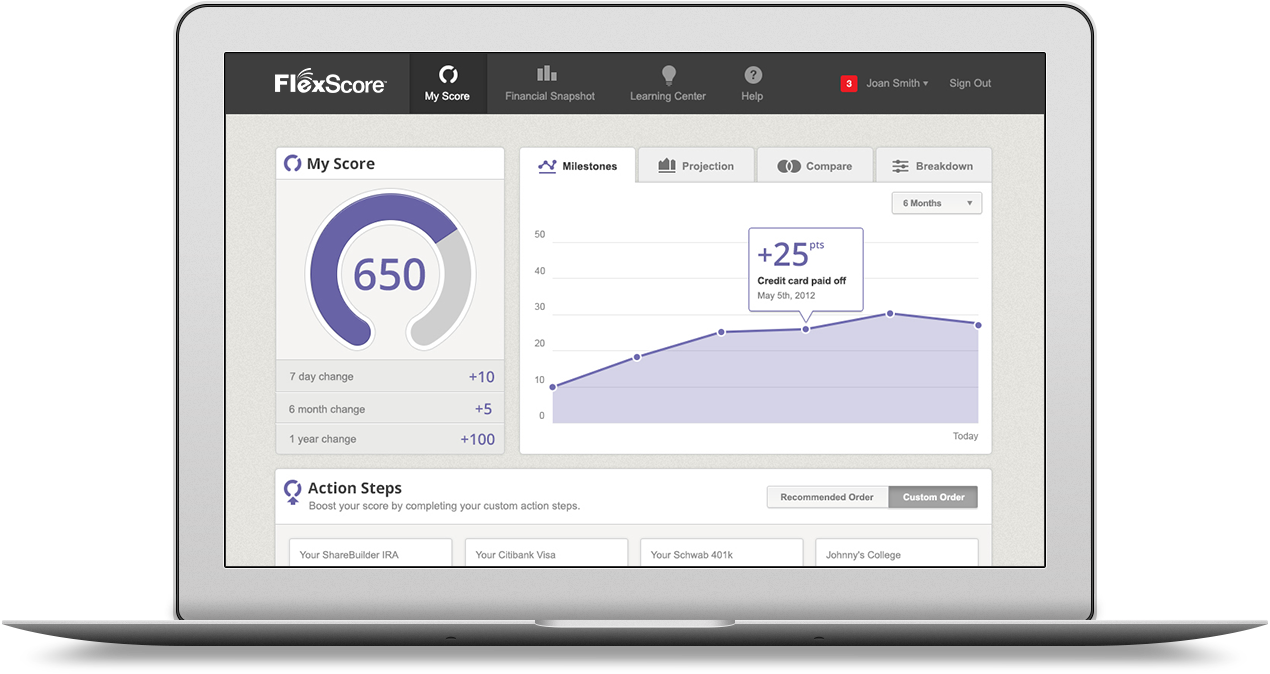 FlexScore™
My Score
Financial Snapshot
Learning Center
?
Help
3
Joan Smith
Sign Out
My Score
650
7 day change +10
6 month change +5
1 year change +100
Milestones
Projection
Compare
Breakdown
6 Months
50
40
30
20
10
0
+25 pts
Credit card paid off
May 5th, 2012
Today
Action Steps
Boost your score by completing your custom action steps.
Recommended Order
Custom Order
Your ShareBuilder IRA
Your Citibank Visa
Your Schwab 401k
Johnny's College